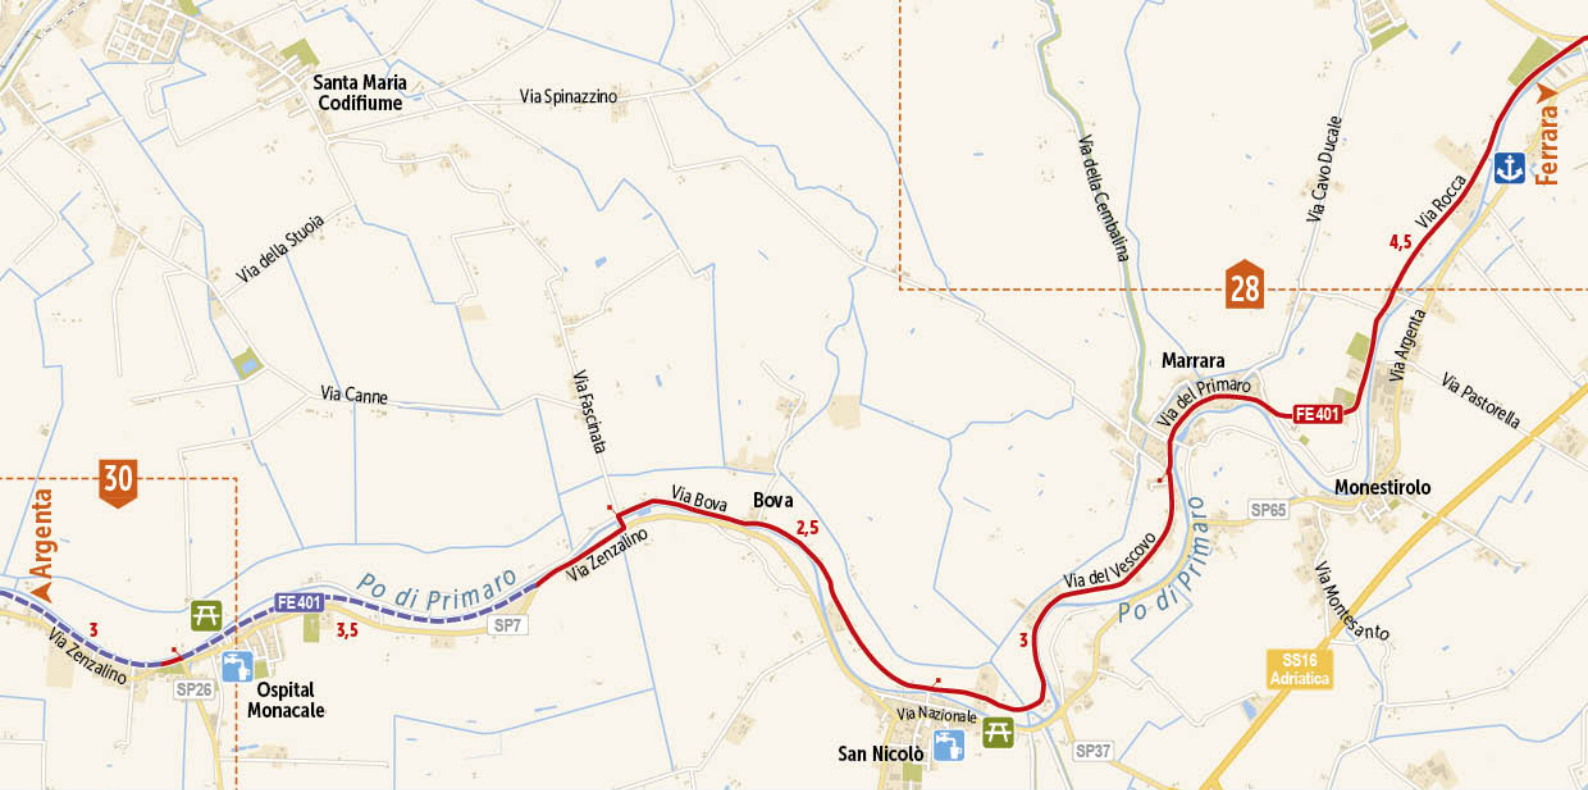 Santa Maria
Codifiume
Via Spinazzino
Via della Cembalina
Via Cavo Ducale
Ferrara
Via Rocca
4,5
Via della Stuoia
28
Via Argenta
Marrara
Via del Primaro
FE401
Via Pastorella
Via Canne
Via Fascinata
30
Argenta
Via Bova
Bova
2,5
Monestirolo
SP65
Via Zenzalino
Po di Primaro
Via del Vescovo
Po di Primaro
Via Montesanto
FE401
3
3,5
SP7
3
Via Zenzalino
SP26
Ospital
Monacale
SS16
Adriatica
Via Nazionale
San Nicolò
SP37